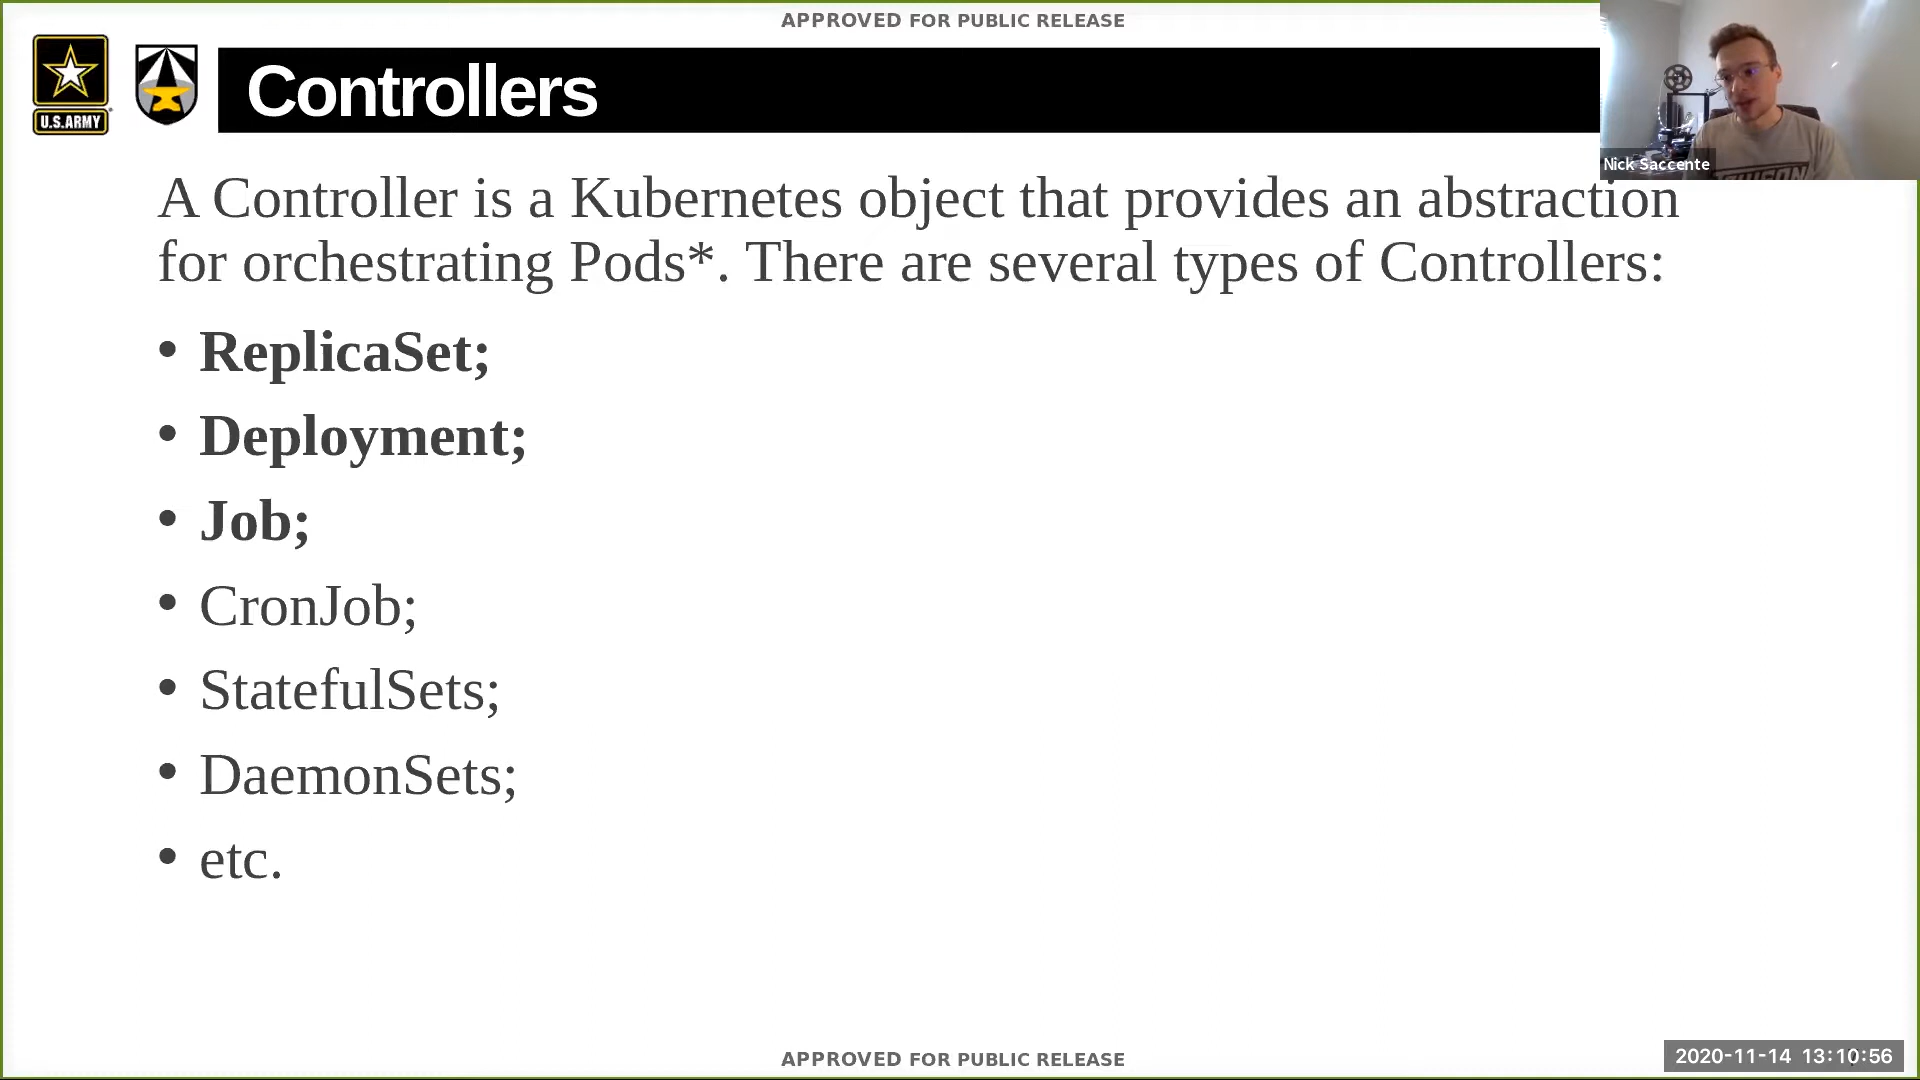 APPROVED FOR PUBLIC RELEASE
U.S.ARMY
Controllers
Nick Saccente
A Controller is a Kubernetes object that provides an abstraction
for orchestrating Pods*. There are several types of Controllers:
• ReplicaSet;
• Deployment;
• Job;
• CronJob;
• StatefulSets;
• DaemonSets;
• etc.
APPROVED FOR PUBLIC RELEASE
2020-11-14 13:10:56